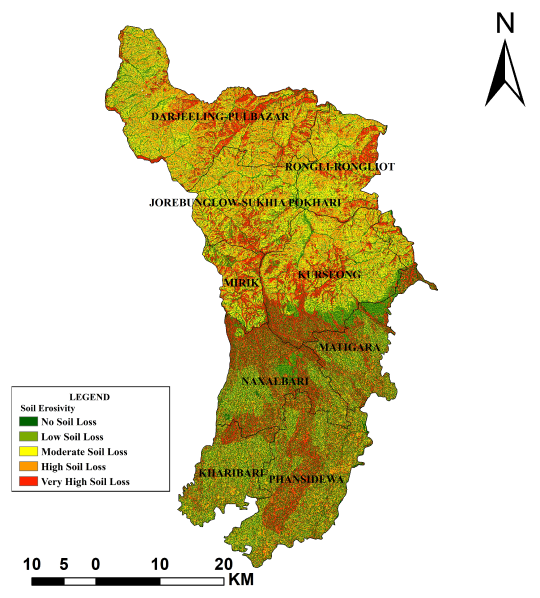 N
DARJEELING-PULBAZAR
RONGLI-RONGLIOT
JOREBUNGLOW-SUKHIA POKHARI
KURSEONG
MIRIK
MATIGARA
NAXALBARI
KHARIBARI
PHANSIDEWA
LEGEND
Soil Erosivity
No Soil Loss
Low Soil Loss
Moderate Soil Loss
High Soil Loss
Very High Soil Loss
10 5 0 10 20
KM